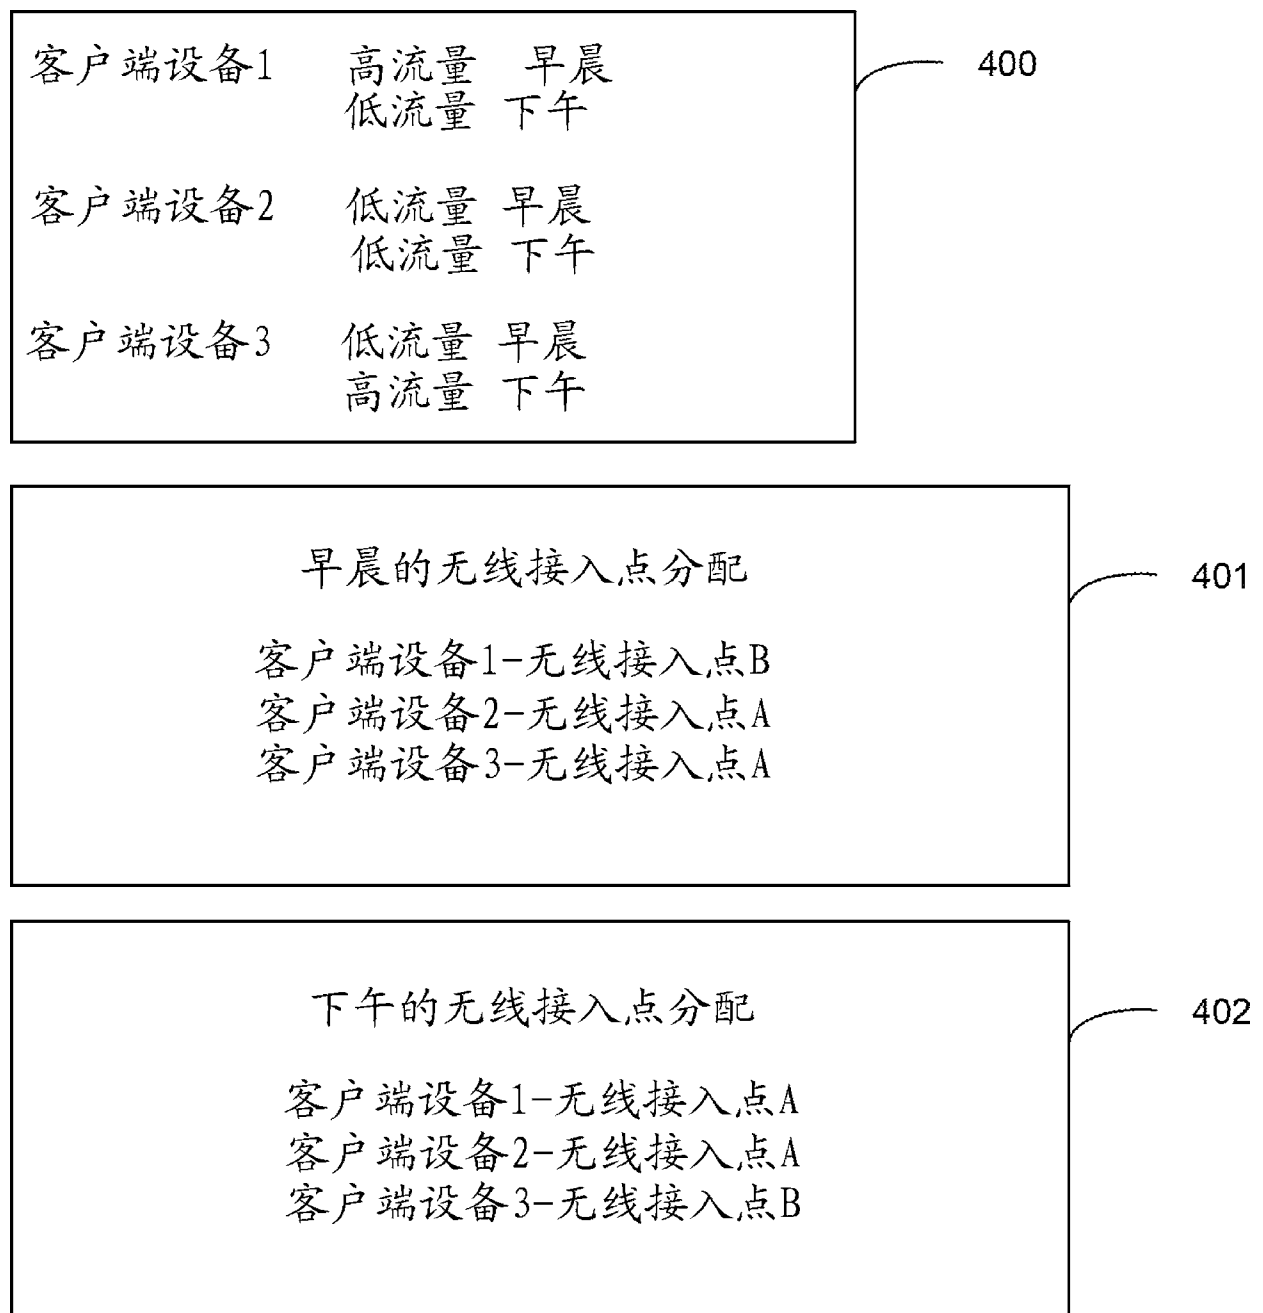 客户端设备1 高流量 早晨 400
低流量 下午
客户端设备2 低流量 早晨
低流量 下午
客户端设备3 低流量 早晨
高流量 下午
早晨的无线接入点分配 401
客户端设备1-无线接入点B
客户端设备2-无线接入点A
客户端设备3-无线接入点A
下午的无线接入点分配 402
客户端设备1-无线接入点A
客户端设备2-无线接入点A
客户端设备3-无线接入点B